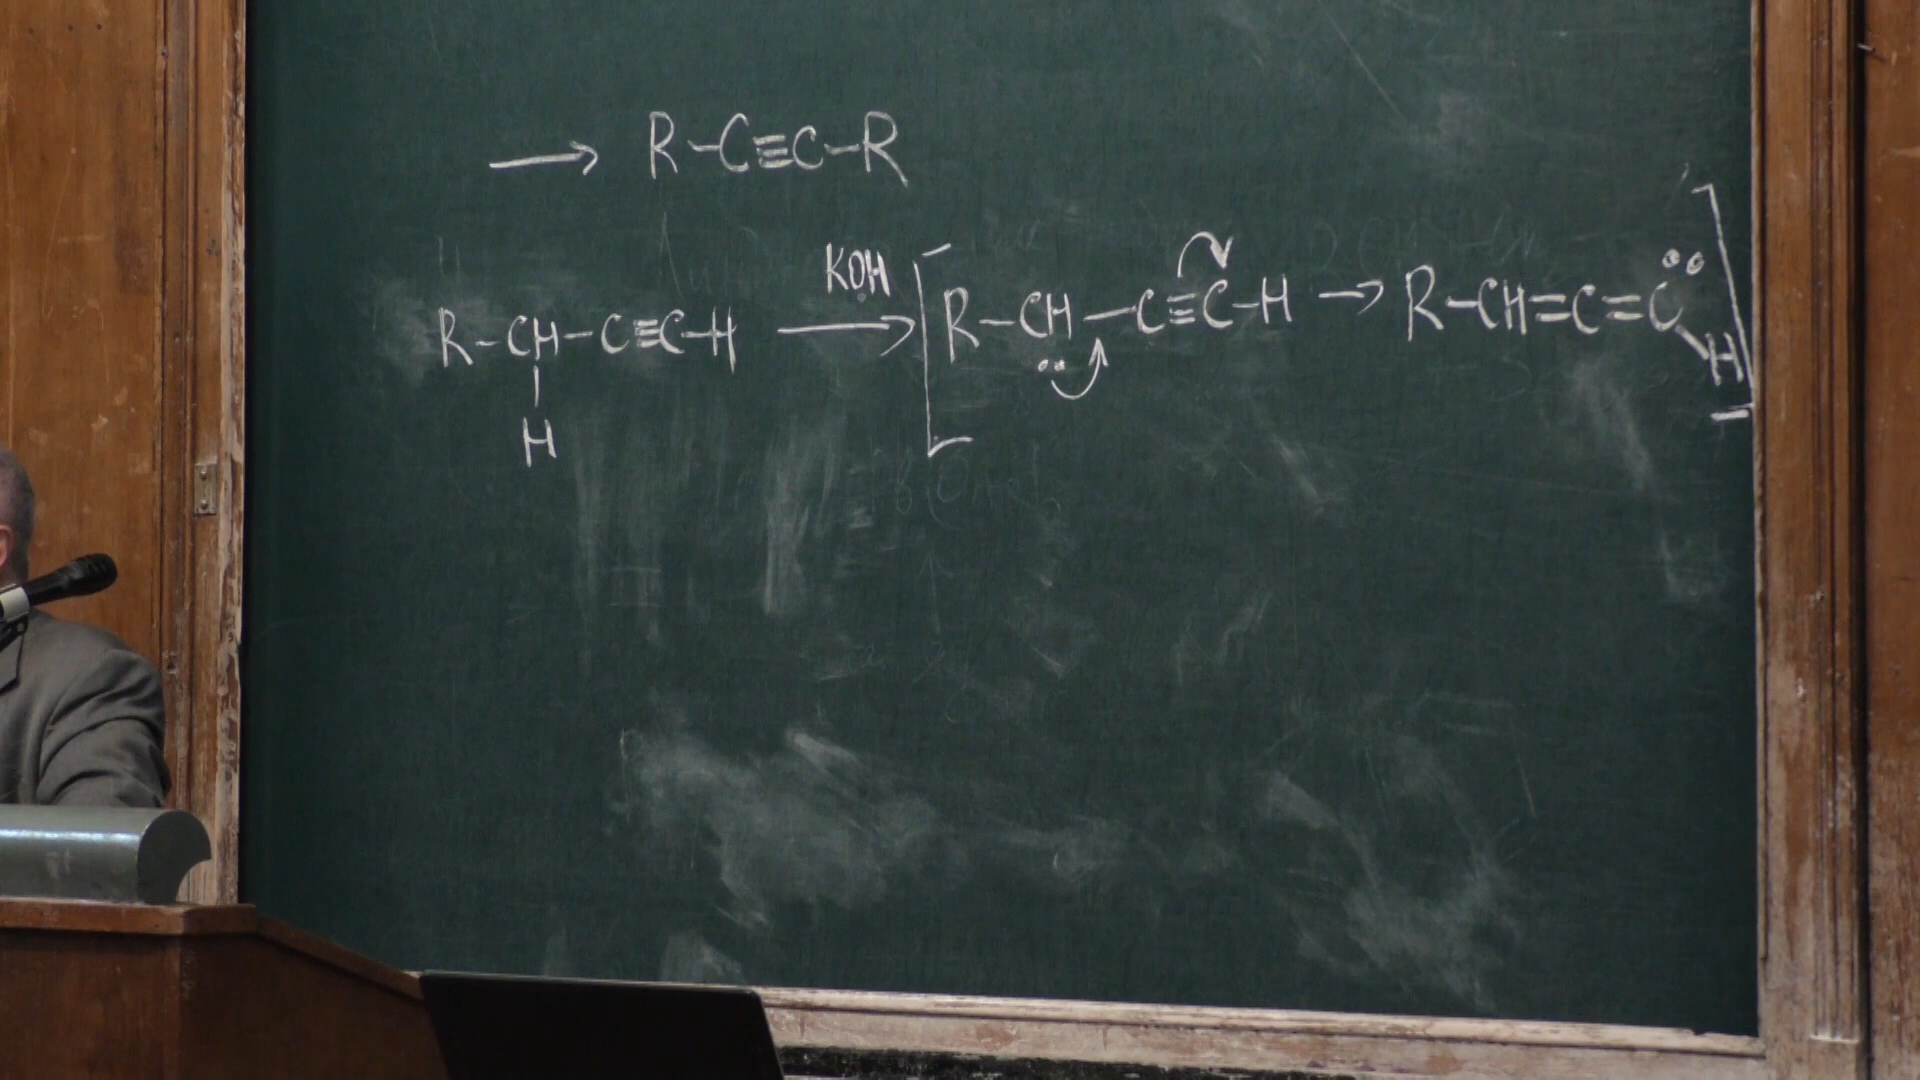 → R-C≡C-R
R-CH-C≡C-H KOH → [R-CH-C≡C-H → R-CH=C=C-H]
H